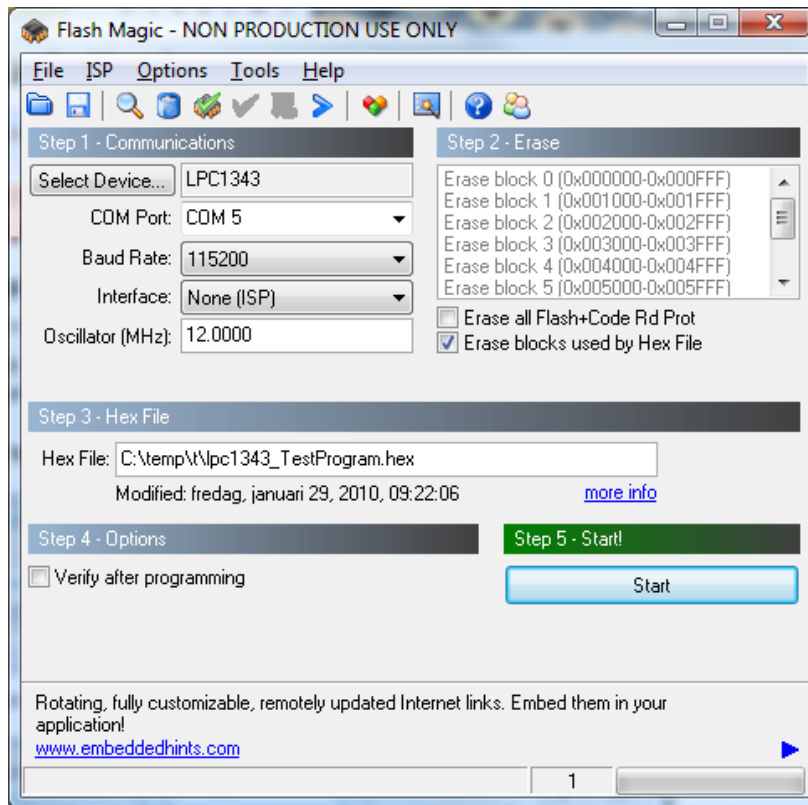 Flash Magic - NON PRODUCTION USE ONLY
File ISP Options Tools Help
Step 1 - Communications
Select Device... LPC1343
COM Port: COM 5
Baud Rate: 115200
Interface: None (ISP)
Oscillator (MHz): 12.0000
Step 2 - Erase
Erase block 0 (0x000000-0x000FFF)
Erase block 1 (0x001000-0x001FFF)
Erase block 2 (0x002000-0x002FFF)
Erase block 3 (0x003000-0x003FFF)
Erase block 4 (0x004000-0x004FFF)
Erase block 5 (0x005000-0x005FFF)
Erase all Flash+Code Rd Prot
Erase blocks used by Hex File
Step 3 - Hex File
Hex File: C:\temp\t\lpc1343_TestProgram.hex
Modified: fredag, januari 29, 2010, 09:22:06 more info
Step 4 - Options
Verify after programming
Step 5 - Start!
Start
Rotating, fully customizable, remotely updated Internet links. Embed them in your
application!
www.embeddedhints.com
1